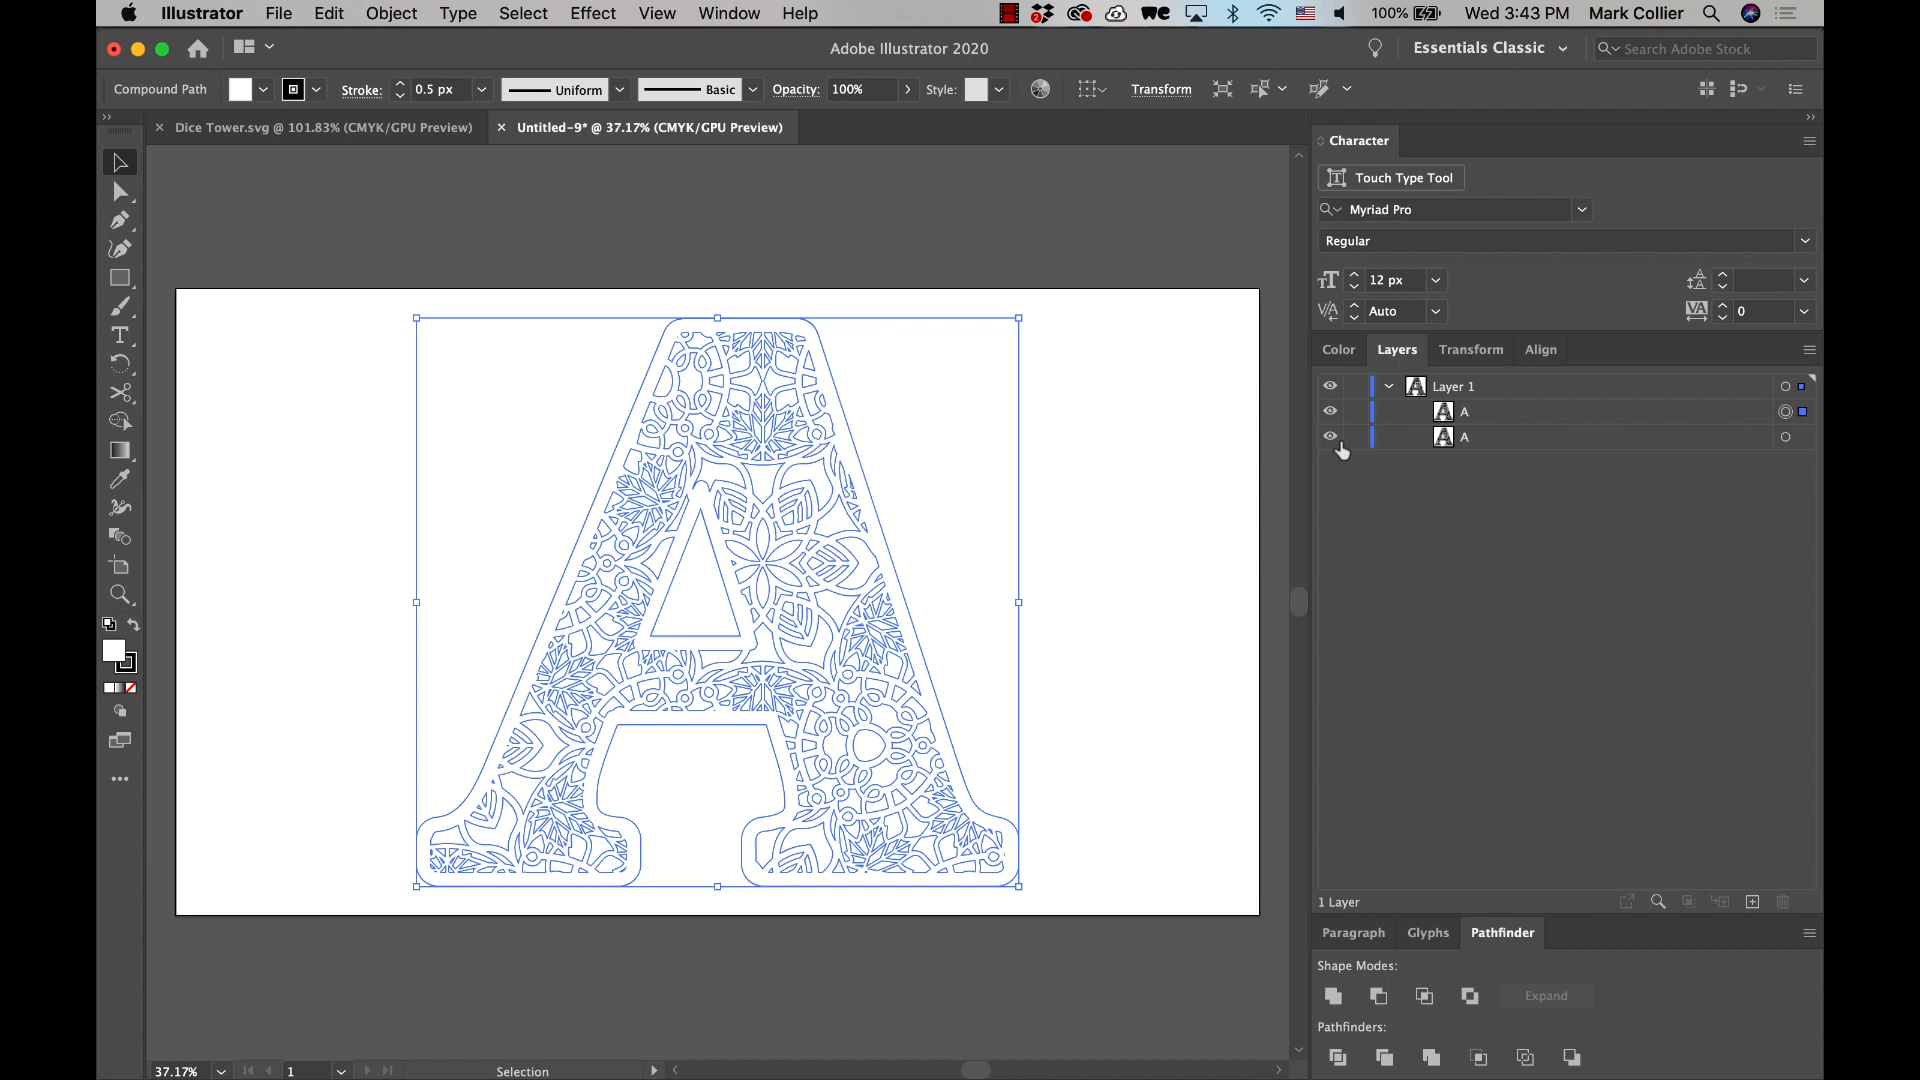 Illustrator File Edit Object Type Select Effect View Window Help 100% Wed 3:43 PM Mark Collier
Adobe Illustrator 2020 Essentials Classic Search Adobe Stock
Compound Path Stroke: 0.5 px Uniform Basic Opacity: 100% Style: Transform
Dice Tower.svg @ 101.83% (CMYK/GPU Preview) Untitled-9* @ 37.17% (CMYK/GPU Preview)
Character
Touch Type Tool
Myriad Pro
Regular
12 px
Auto 0
Color Layers Transform Align
Layer 1
A
A
1 Layer
Paragraph Glyphs Pathfinder
Shape Modes:
Expand
Pathfinders:
37.17% 1 Selection